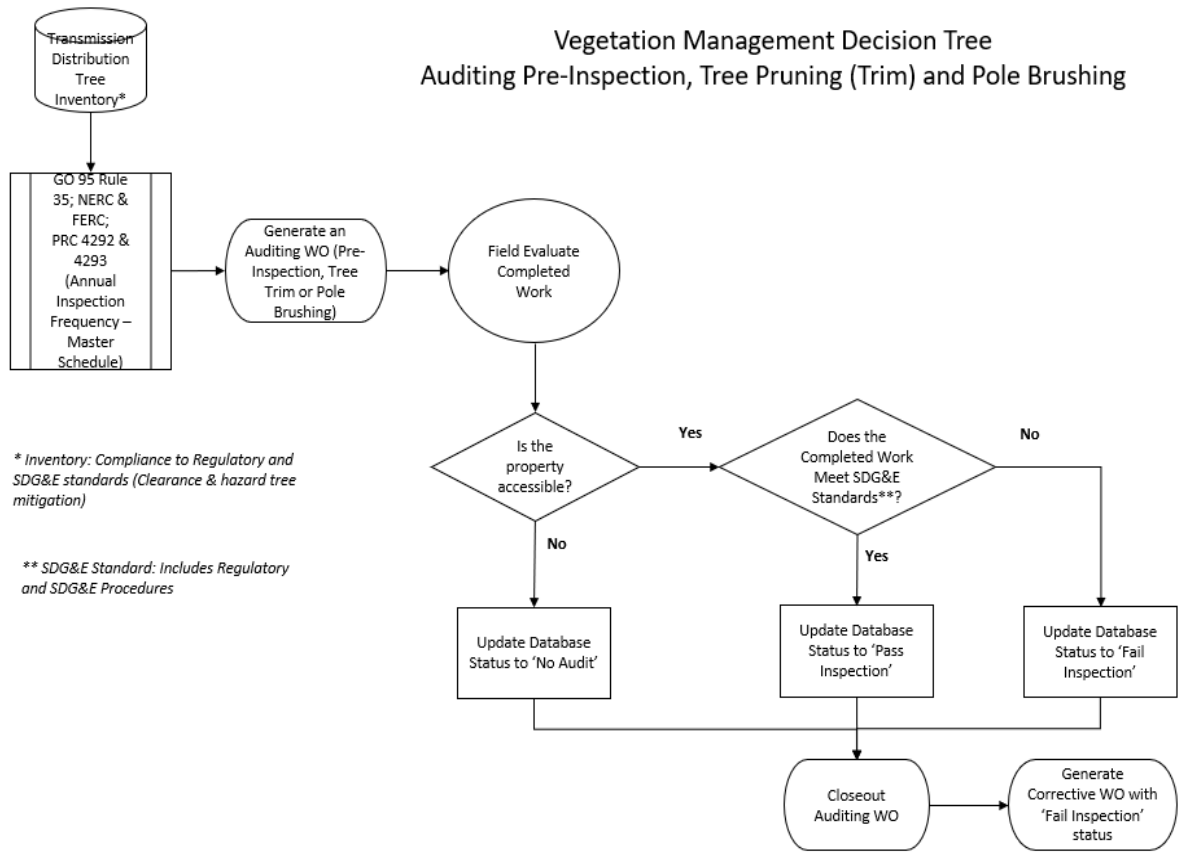 Vegetation Management Decision Tree
Auditing Pre-Inspection, Tree Pruning (Trim) and Pole Brushing
Transmission
Distribution
Tree
Inventory*
GO 95 Rule
35; NERC &
FERC;
PRC 4292 &
4293
(Annual
Inspection
Frequency –
Master
Schedule)
Generate an
Auditing WO (Pre-
Inspection, Tree
Trim or Pole
Brushing)
Field Evaluate
Completed
Work
Is the
property
accessible?
Yes
Does the
Completed Work
Meet SDG&E
Standards**?
No
* Inventory: Compliance to Regulatory and
SDG&E standards (Clearance & hazard tree
mitigation)
No
Yes
** SDG&E Standard: Includes Regulatory
and SDG&E Procedures
Update Database
Status to ‘No Audit’
Update Database
Status to ‘Pass
Inspection’
Update Database
Status to ‘Fail
Inspection’
Closeout
Auditing WO
Generate
Corrective WO with
‘Fail Inspection’
status